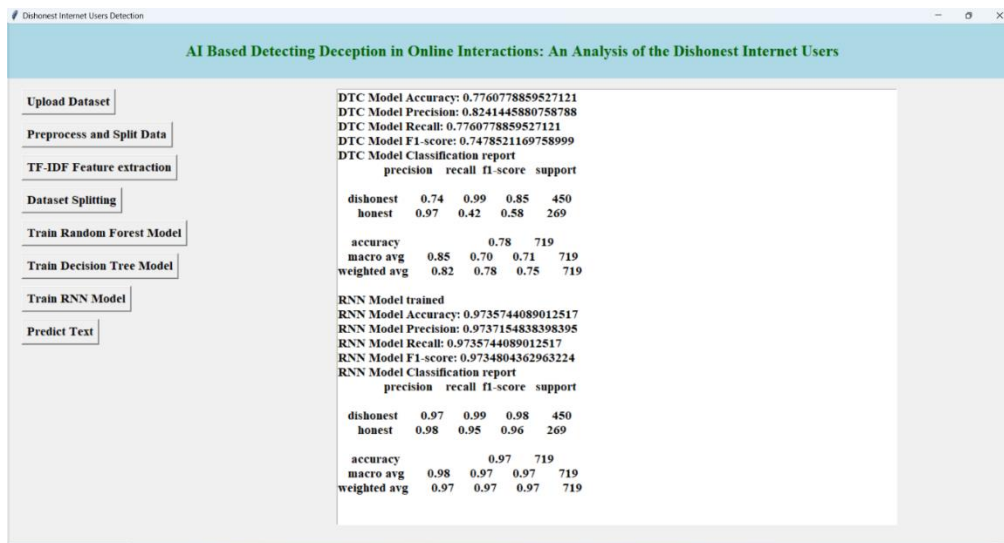 Dishonest Internet Users Detection
AI Based Detecting Deception in Online Interactions: An Analysis of the Dishonest Internet Users
Upload Dataset
Preprocess and Split Data
TF-IDF Feature extraction
Dataset Splitting
Train Random Forest Model
Train Decision Tree Model
Train RNN Model
Predict Text
DTC Model Accuracy: 0.7760778859527121
DTC Model Precision: 0.8241445880758788
DTC Model Recall: 0.7760778859527121
DTC Model F1-score: 0.7478521169758999
DTC Model Classification report
precision recall f1-score support
dishonest 0.74 0.99 0.85 450
honest 0.97 0.42 0.58 269
accuracy 0.78 719
macro avg 0.85 0.70 0.71 719
weighted avg 0.82 0.78 0.75 719
RNN Model trained
RNN Model Accuracy: 0.9735744089012517
RNN Model Precision: 0.9737154838398395
RNN Model Recall: 0.9735744089012517
RNN Model F1-score: 0.9734804362963224
RNN Model Classification report
precision recall f1-score support
dishonest 0.97 0.99 0.98 450
honest 0.98 0.95 0.96 269
accuracy 0.97 719
macro avg 0.98 0.97 0.97 719
weighted avg 0.97 0.97 0.97 719